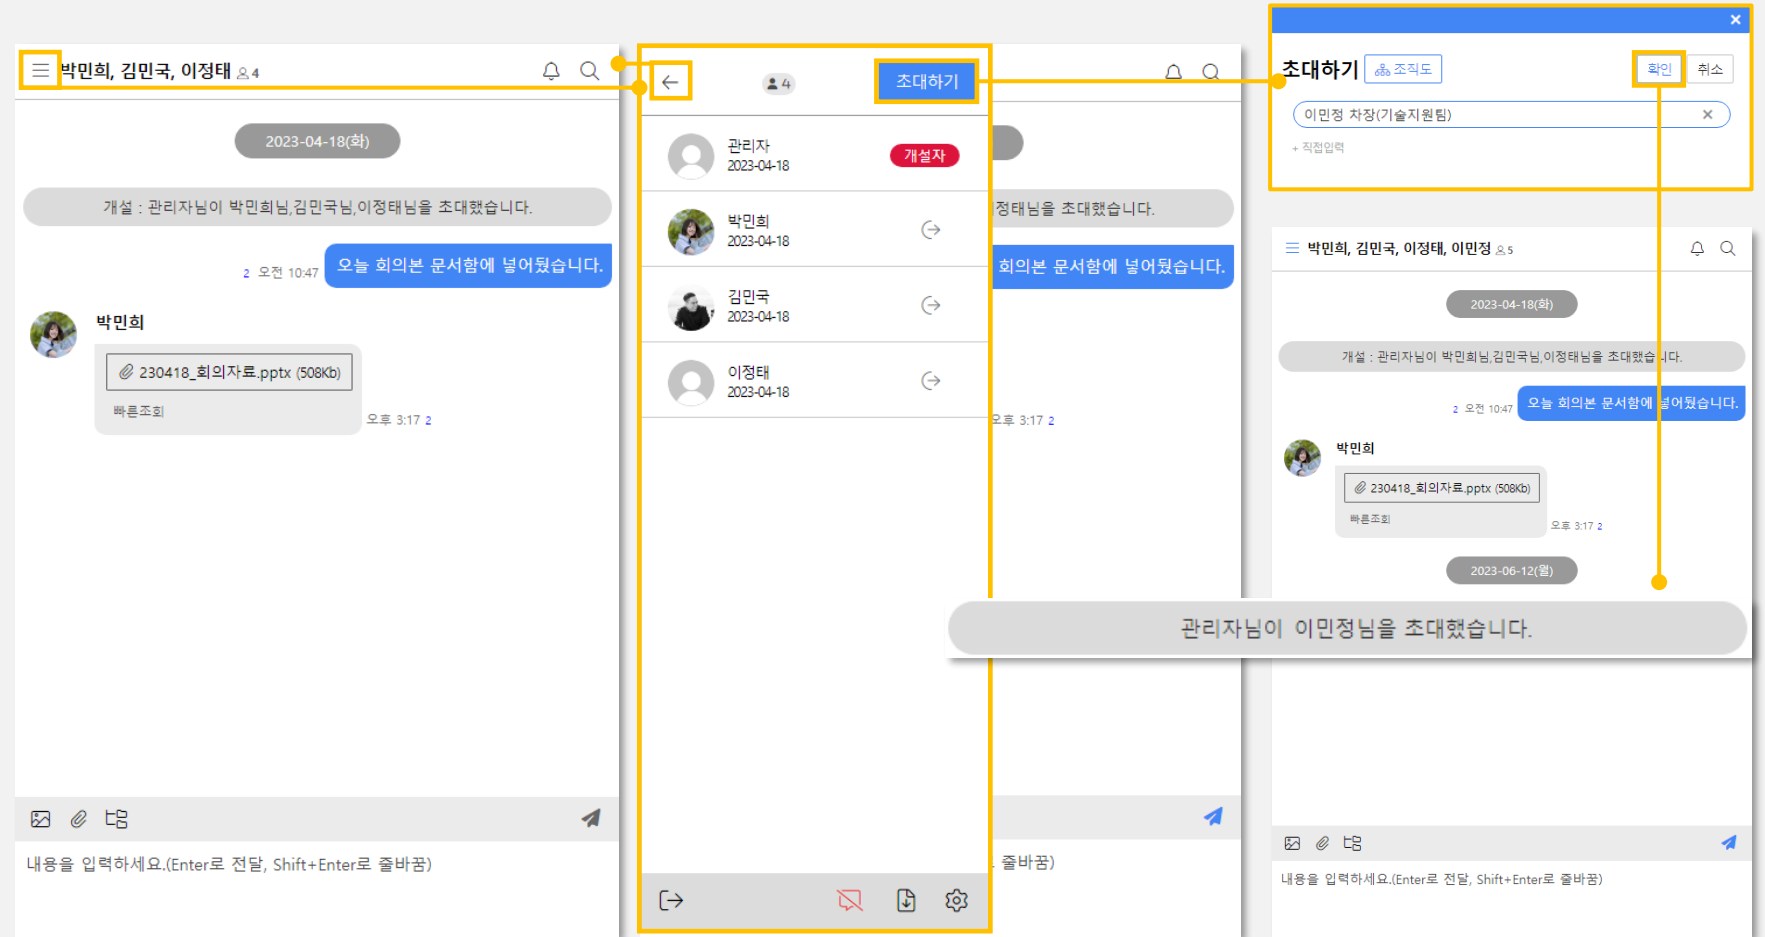 박민희, 김민국, 이정태 4
2023-04-18(화)
개설 : 관리자님이 박민희님,김민국님,이정태님을 초대했습니다.
2 오전 10:47 오늘 회의본 문서함에 넣어뒀습니다.
박민희
230418_회의자료.pptx (508Kb)
빠른조회
오후 3:17 2
내용을 입력하세요.(Enter로 전달, Shift+Enter로 줄바꿈)
4 초대하기
관리자
2023-04-18
개설자
박민희
2023-04-18
김민국
2023-04-18
이정태
2023-04-18
정태님을 초대했습니다.
회의본 문서함에 넣어뒀습니다.
오후 3:17 2
줄바꿈)
초대하기 조직도 확인 취소
이민정 차장(기술지원팀)
+ 직접입력
박민희, 김민국, 이정태, 이민정 5
2023-04-18(화)
개설 : 관리자님이 박민희님,김민국님,이정태님을 초대했습니다.
2 오전 10:47 오늘 회의본 문서함에 넣어뒀습니다.
박민희
230418_회의자료.pptx (508Kb)
빠른조회
오후 3:17 2
2023-06-12(월)
관리자님이 이민정님을 초대했습니다.
내용을 입력하세요.(Enter로 전달, Shift+Enter로 줄바꿈)